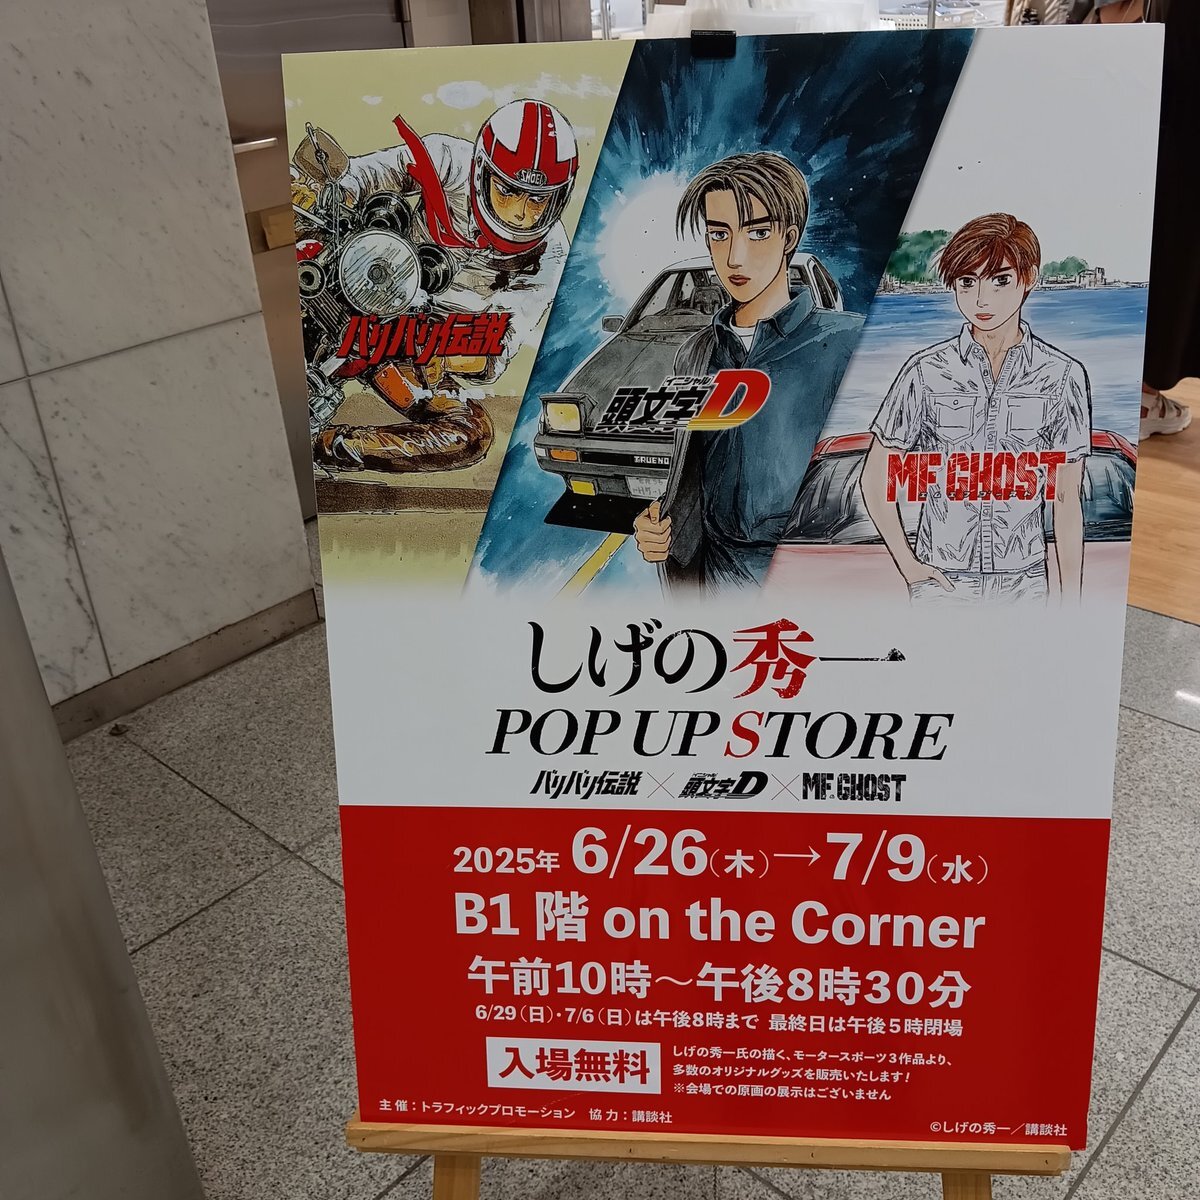 SHOEI
バリバリ伝説
イニシャル
頭文字D
TRUENO
MF GHOST
しげの秀一
POP UP STORE
バリバリ伝説×頭文字D×MF GHOST
2025年 6/26(木)→7/9(水)
B1階 on the Corner
午前10時～午後8時30分
6/29(日)・7/6(日)は午後8時まで 最終日は午後5時閉場
入場無料
しげの秀一氏の描く、モータースポーツ3作品より、
多数のオリジナルグッズを販売いたします!
※会場での原画の展示はございません
主催：トラフィックプロモーション 協力：講談社
©しげの秀一／講談社